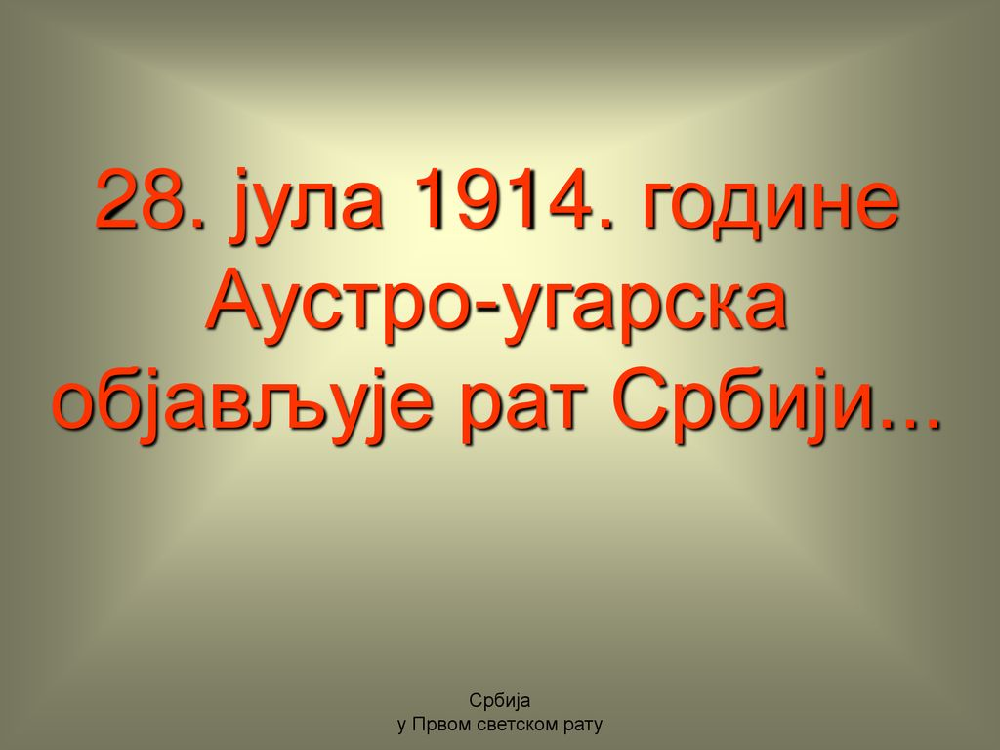 28. јула 1914. године
Аустро-угарска
објављује рат Србији...
Србија
у Првом светском рату